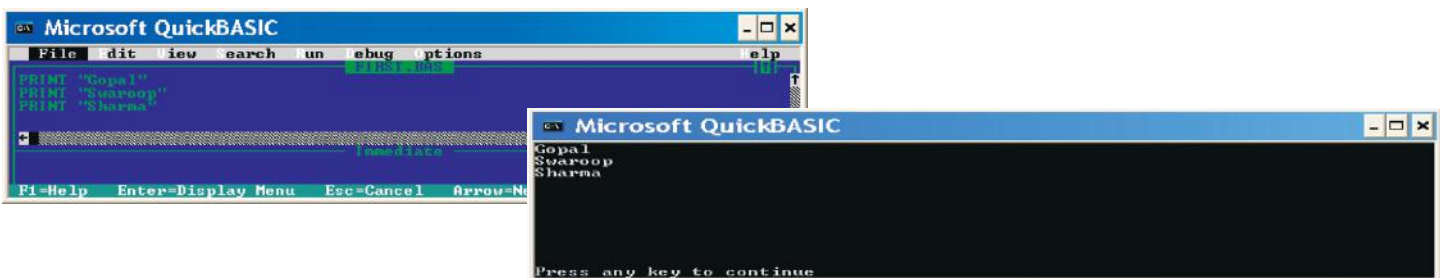 Microsoft QuickBASIC
File Edit View Search Run Debug Options Help
FIRST.BAS
PRINT "Gopal"
PRINT "Swaroop"
PRINT "Sharma"
Immediate
F1=Help Enter=Display Menu Esc=Cancel
Microsoft QuickBASIC
Gopal
Swaroop
Sharma
Press any key to continue